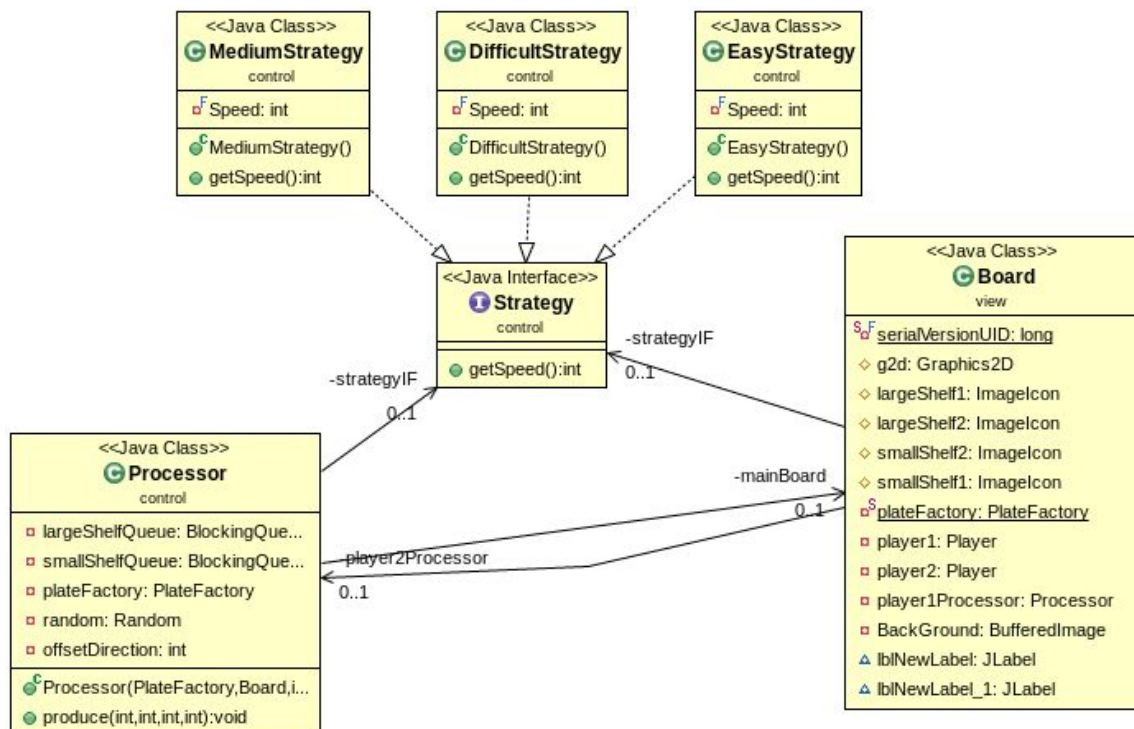 <<Java Class>>
MediumStrategy
control
Speed: int
MediumStrategy()
getSpeed():int
<<Java Class>>
DifficultStrategy
control
Speed: int
DifficultStrategy()
getSpeed():int
<<Java Class>>
EasyStrategy
control
Speed: int
EasyStrategy()
getSpeed():int
<<Java Interface>>
Strategy
control
getSpeed():int
-strategyIF
0..1
-strategyIF
0..1
<<Java Class>>
Processor
control
largeShelfQueue: BlockingQue...
smallShelfQueue: BlockingQue...
plateFactory: PlateFactory
random: Random
offsetDirection: int
Processor(PlateFactory,Board,i...
produce(int,int,int,int):void
-mainBoard
0..1
-player2Processor
0..1
<<Java Class>>
Board
view
serialVersionUID: long
g2d: Graphics2D
largeShelf1: ImageIcon
largeShelf2: ImageIcon
smallShelf2: ImageIcon
smallShelf1: ImageIcon
plateFactory: PlateFactory
player1: Player
player2: Player
player1Processor: Processor
BackGround: BufferedImage
lblNewLabel: JLabel
lblNewLabel_1: JLabel